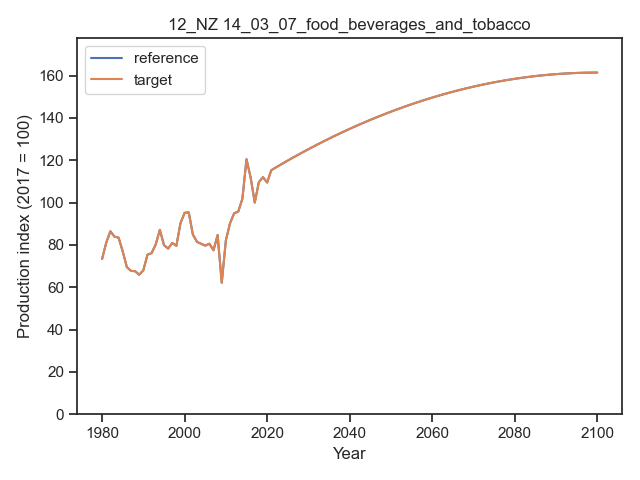 12_NZ 14_03_07_food_beverages_and_tobacco
reference
target
Production index (2017 = 100)
160
140
120
100
80
60
40
20
0
1980 2000 2020 2040 2060 2080 2100
Year